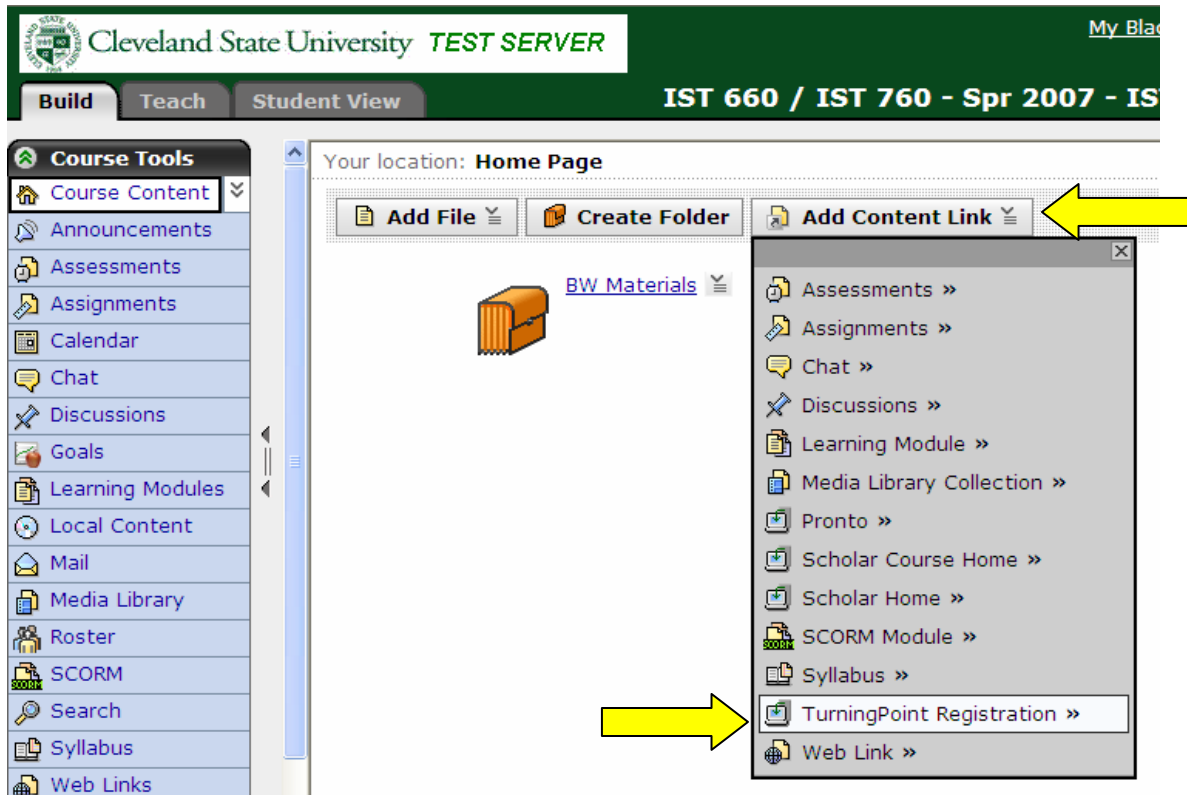 Cleveland State University TEST SERVER
My Blac
Build Teach Student View
IST 660 / IST 760 - Spr 2007 - IS
Course Tools
Course Content
Announcements
Assessments
Assignments
Calendar
Chat
Discussions
Goals
Learning Modules
Local Content
Mail
Media Library
Roster
SCORM
Search
Syllabus
Web Links
Your location: Home Page
Add File Create Folder Add Content Link
BW Materials
Assessments »
Assignments »
Chat »
Discussions »
Learning Module »
Media Library Collection »
Pronto »
Scholar Course Home »
Scholar Home »
SCORM Module »
Syllabus »
TurningPoint Registration »
Web Link »